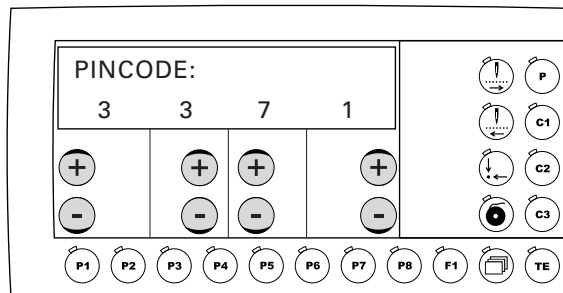 PINCODE:
3 3 7 1
+ + + +
- - - -
P
C1
C2
C3
P1 P2 P3 P4 P5 P6 P7 P8 F1 TE